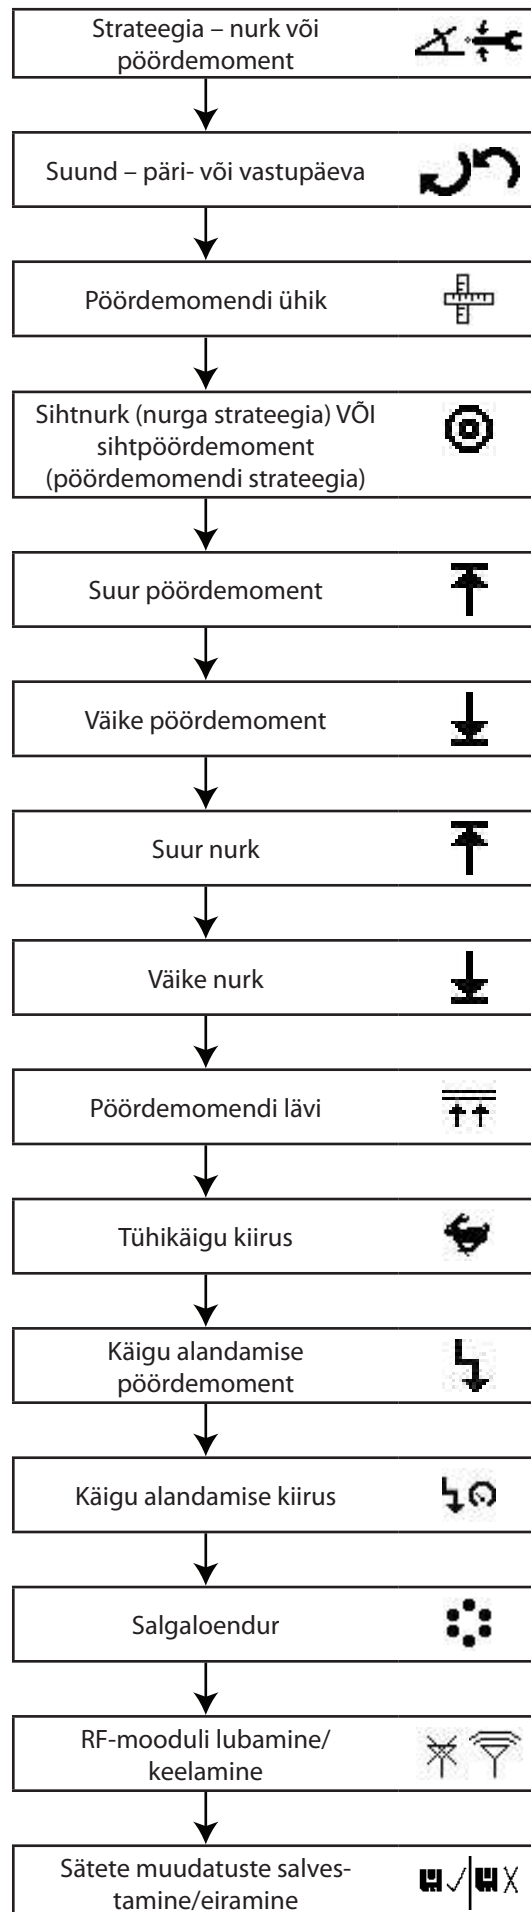 Strateegia – nurk või
pöördemoment
Suund – päri- või vastupäeva
Pöördemomendi ühik
Sihtnurk (nurga strateegia) VÕI
sihtpöördemoment
(pöördemomendi strateegia)
Suur pöördemoment
Väike pöördemoment
Suur nurk
Väike nurk
Pöördemomendi lävi
Tühikäigu kiirus
Käigu alandamise
pöördemoment
Käigu alandamise kiirus
Salgaloendur
RF-mooduli lubamine/
keelamine
Sätete muudatuste salves-
tamine/eiramine